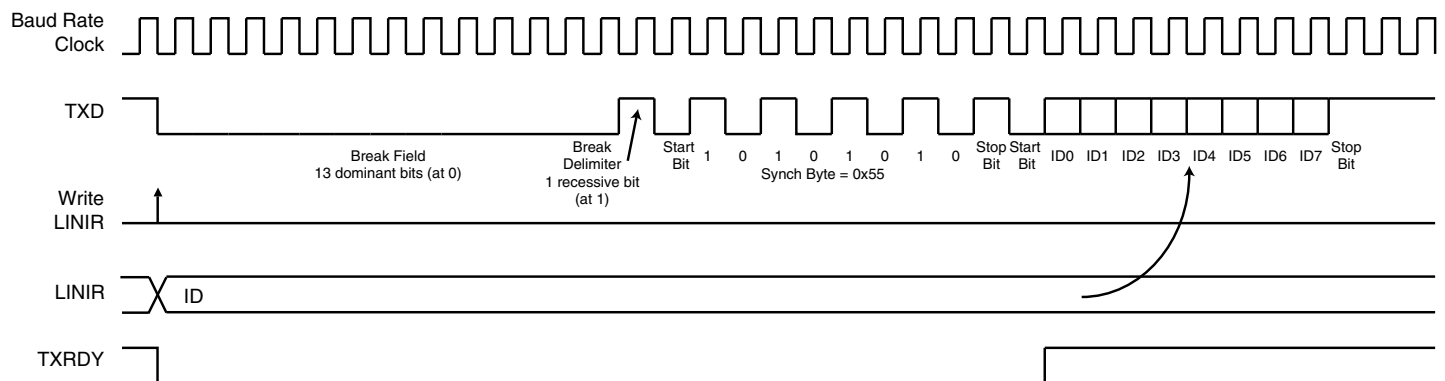 Baud Rate
Clock
TXD
Break Field
13 dominant bits (at 0)
Break
Delimiter
1 recessive bit
(at 1)
Start
Bit
1 0 1 0 1 0 1 0
Synch Byte = 0x55
Stop
Bit
Start
Bit
ID0 ID1 ID2 ID3 ID4 ID5 ID6 ID7
Stop
Bit
Write
LINIR
LINIR
ID
TXRDY